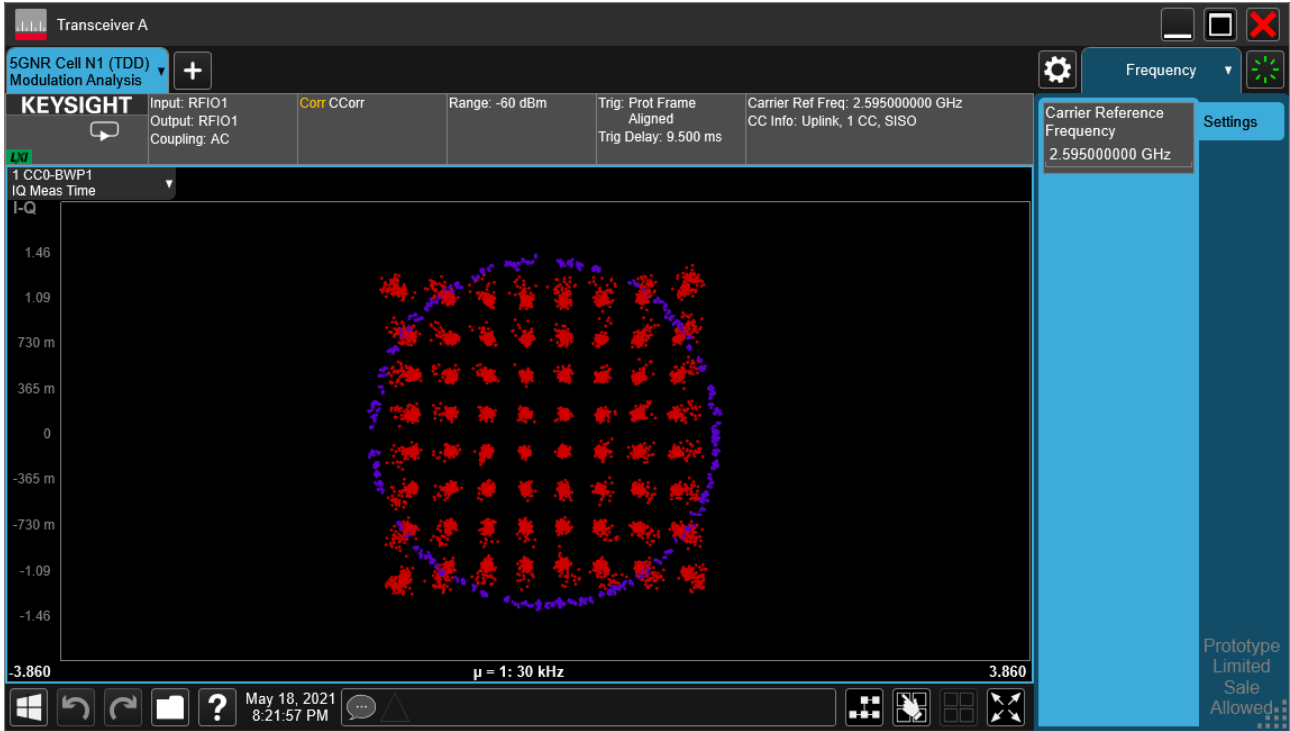 Transceiver A
5GNR Cell N1 (TDD)
Modulation Analysis
+
Frequency
KEYSIGHT
LXI
Input: RFIO1
Output: RFIO1
Coupling: AC
Corr CCorr
Range: -60 dBm
Trig: Prot Frame
Aligned
Trig Delay: 9.500 ms
Carrier Ref Freq: 2.595000000 GHz
CC Info: Uplink, 1 CC, SISO
Carrier Reference
Frequency
2.595000000 GHz
Settings
1 CC0-BWP1
IQ Meas Time
I-Q
1.46
1.09
730 m
365 m
0
-365 m
-730 m
-1.09
-1.46
-3.860
µ = 1: 30 kHz
3.860
Prototype
Limited
Sale
Allowed
?
May 18, 2021
8:21:57 PM